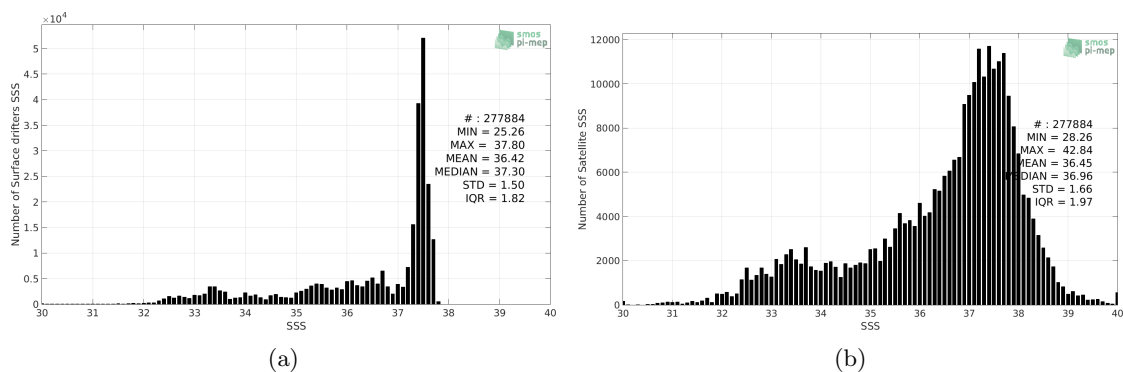 ×10⁴
5
4.5
4
3.5
3
2.5
2
1.5
1
0.5
0
Number of Surface drifters SSS
30 31 32 33 34 35 36 37 38 39 40
SSS
smos
pi-mep
# : 277884
MIN = 25.26
MAX = 37.80
MEAN = 36.42
MEDIAN = 37.30
STD = 1.50
IQR = 1.82
(a)
12000
10000
8000
6000
4000
2000
0
Number of Satellite SSS
30 31 32 33 34 35 36 37 38 39 40
SSS
smos
pi-mep
# : 277884
MIN = 28.26
MAX = 42.84
MEAN = 36.45
MEDIAN = 36.96
STD = 1.66
IQR = 1.97
(b)